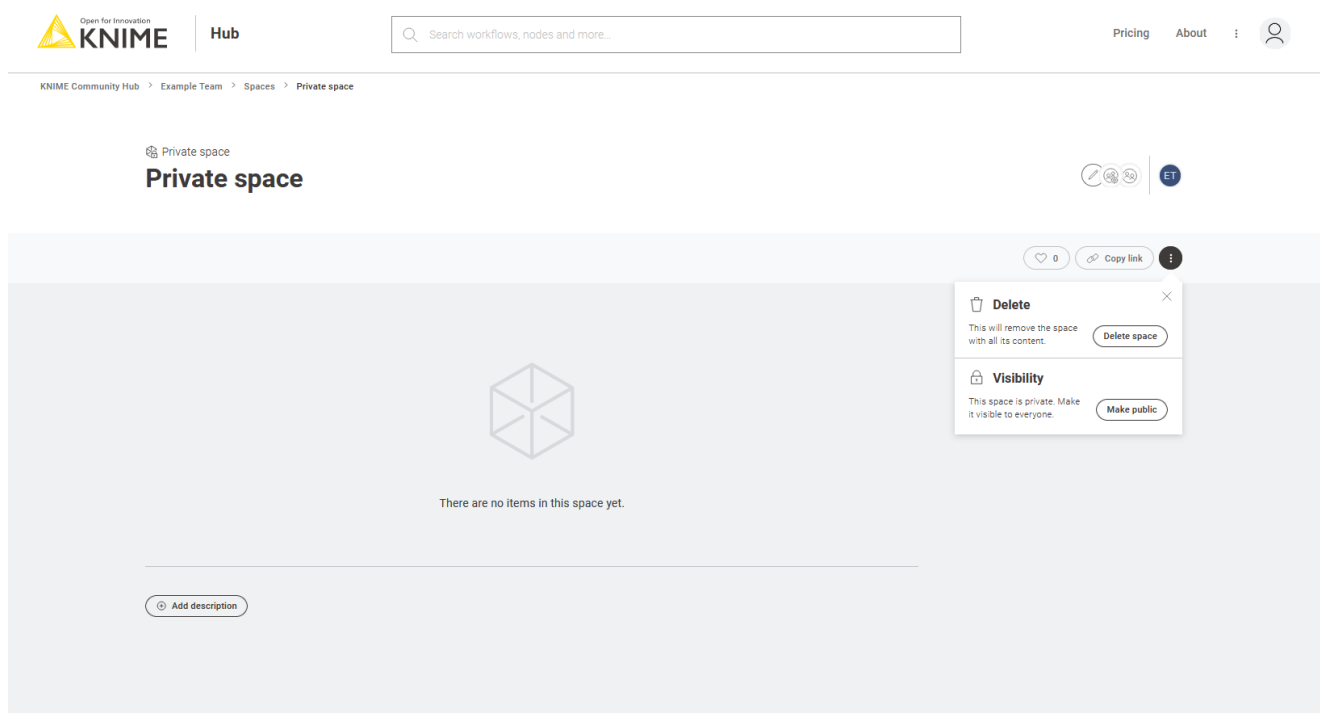 Open for Innovation
KNIME
Hub
Search workflows, nodes and more...
Pricing
About
KNIME Community Hub > Example Team > Spaces > Private space
Private space
Private space
ET
0
Copy link
Delete
This will remove the space
with all its content.
Delete space
Visibility
This space is private. Make
it visible to everyone.
Make public
There are no items in this space yet.
Add description